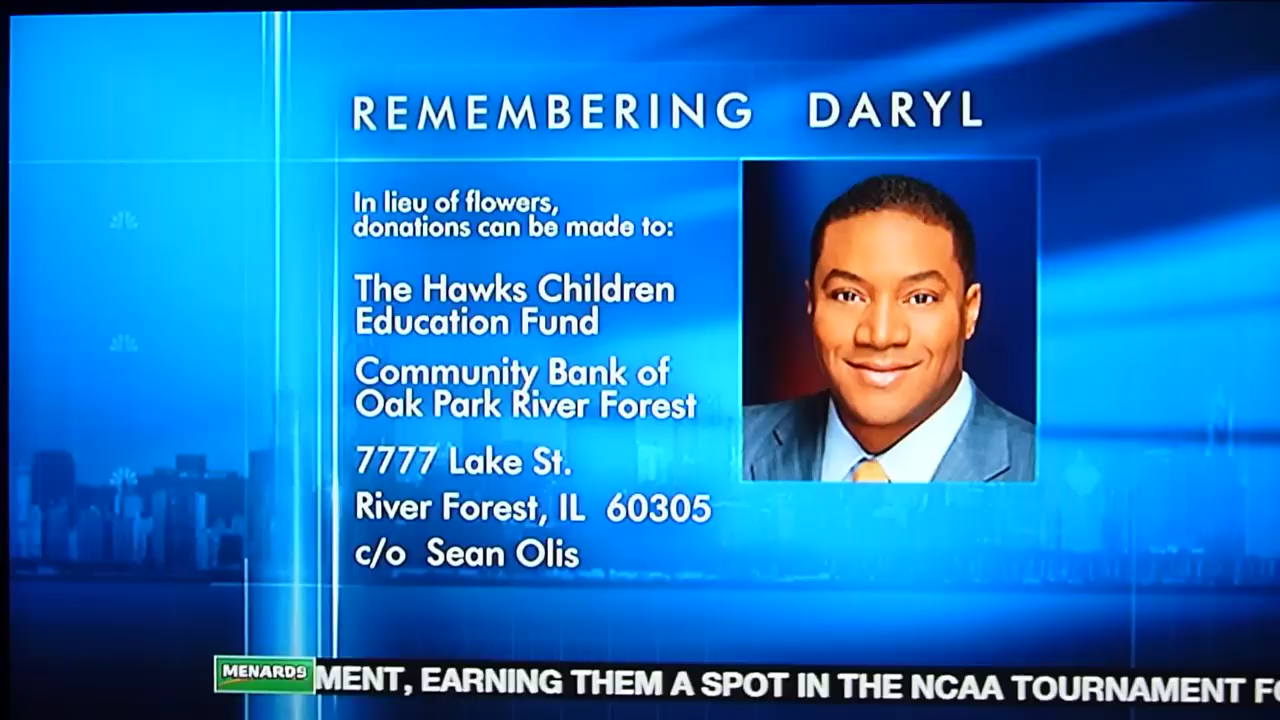 REMEMBERING DARYL
In lieu of flowers,
donations can be made to:
The Hawks Children
Education Fund
Community Bank of
Oak Park River Forest
7777 Lake St.
River Forest, IL 60305
c/o Sean Olis
MENARDS
MENT, EARNING THEM A SPOT IN THE NCAA TOURNAMENT FO